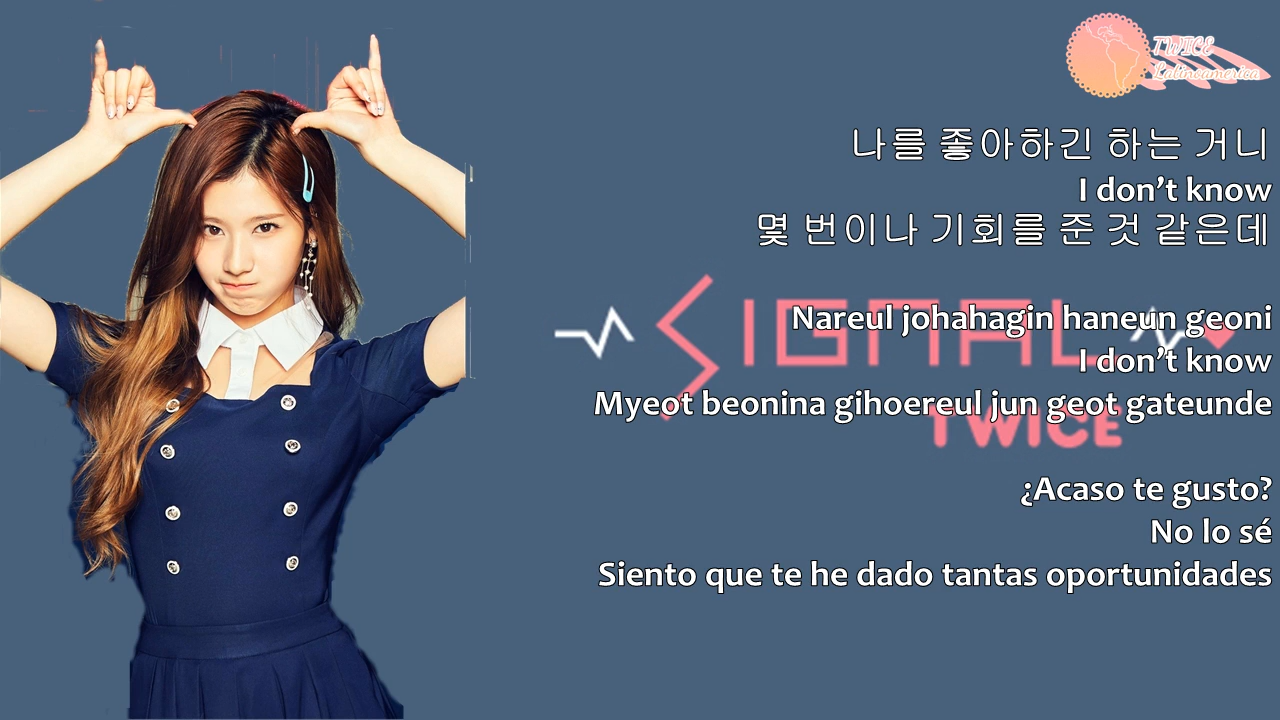 TWICE
Latinoamerica
나를 좋아하긴 하는 거니
I don't know
몇 번이나 기회를 준 것 같은데
SIGNAL
TWICE
Nareul johahagin haneun geoni
I don't know
Myeot beonina gihoereul jun geot gateunde
¿Acaso te gusto?
No lo sé
Siento que te he dado tantas oportunidades